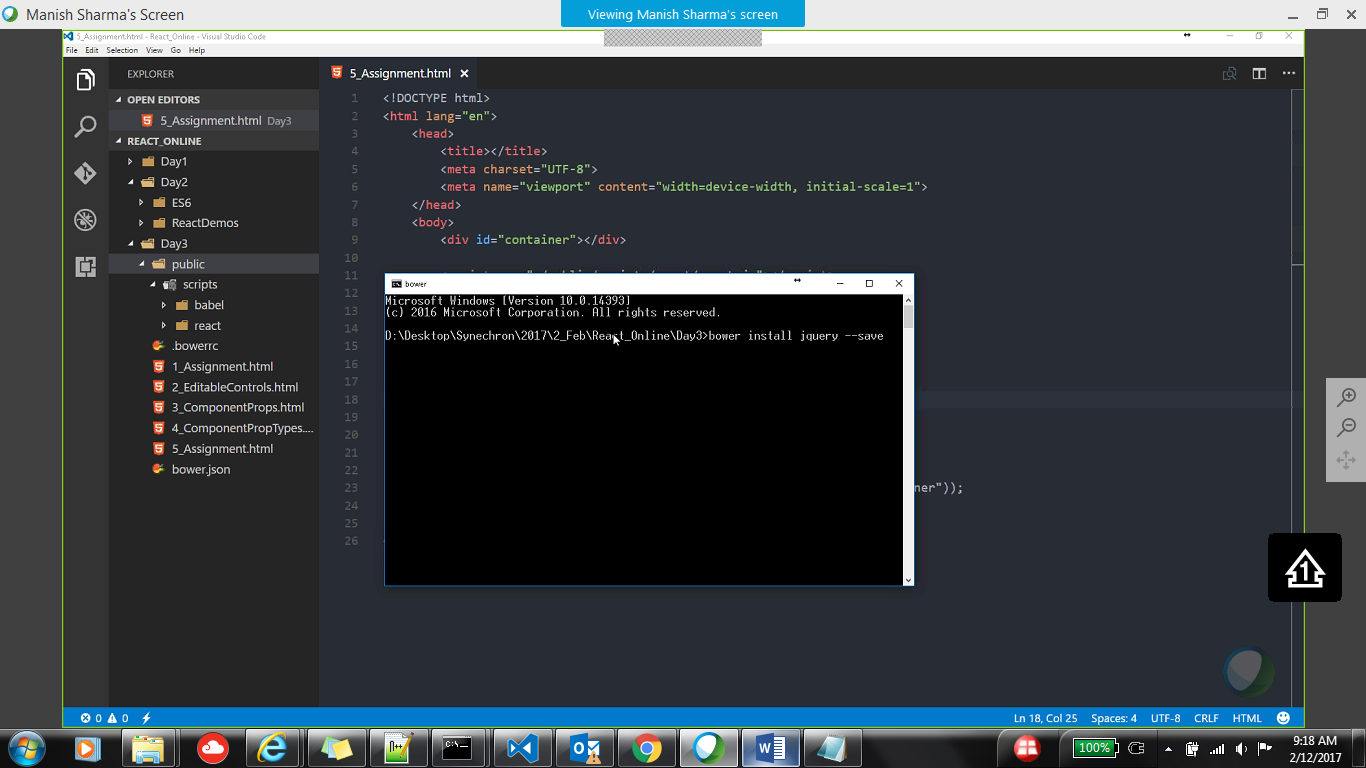 Manish Sharma's Screen
Viewing Manish Sharma's screen
5_Assignment.html - React_Online - Visual Studio Code
File Edit Selection View Go Help
EXPLORER
OPEN EDITORS
5_Assignment.html Day3
REACT_ONLINE
Day1
Day2
ES6
ReactDemos
Day3
public
scripts
babel
react
.bowerrc
1_Assignment.html
2_EditableControls.html
3_ComponentProps.html
4_ComponentPropTypes....
5_Assignment.html
bower.json
5_Assignment.html
1 <!DOCTYPE html>
2 <html lang="en">
3 <head>
4 <title></title>
5 <meta charset="UTF-8">
6 <meta name="viewport" content="width=device-width, initial-scale=1">
7 </head>
8 <body>
9 <div id="container"></div>
10
11
12
13
14
15
16
17
18
19
20
21
22
23 ner"));
24
25
26
bower
Microsoft Windows [Version 10.0.14393]
(c) 2016 Microsoft Corporation. All rights reserved.
D:\Desktop\Synechron\2017\2_Feb\React_Online\Day3>bower install jquery --save
1
0 0
Ln 18, Col 25 Spaces: 4 UTF-8 CRLF HTML
100%
9:18 AM
2/12/2017